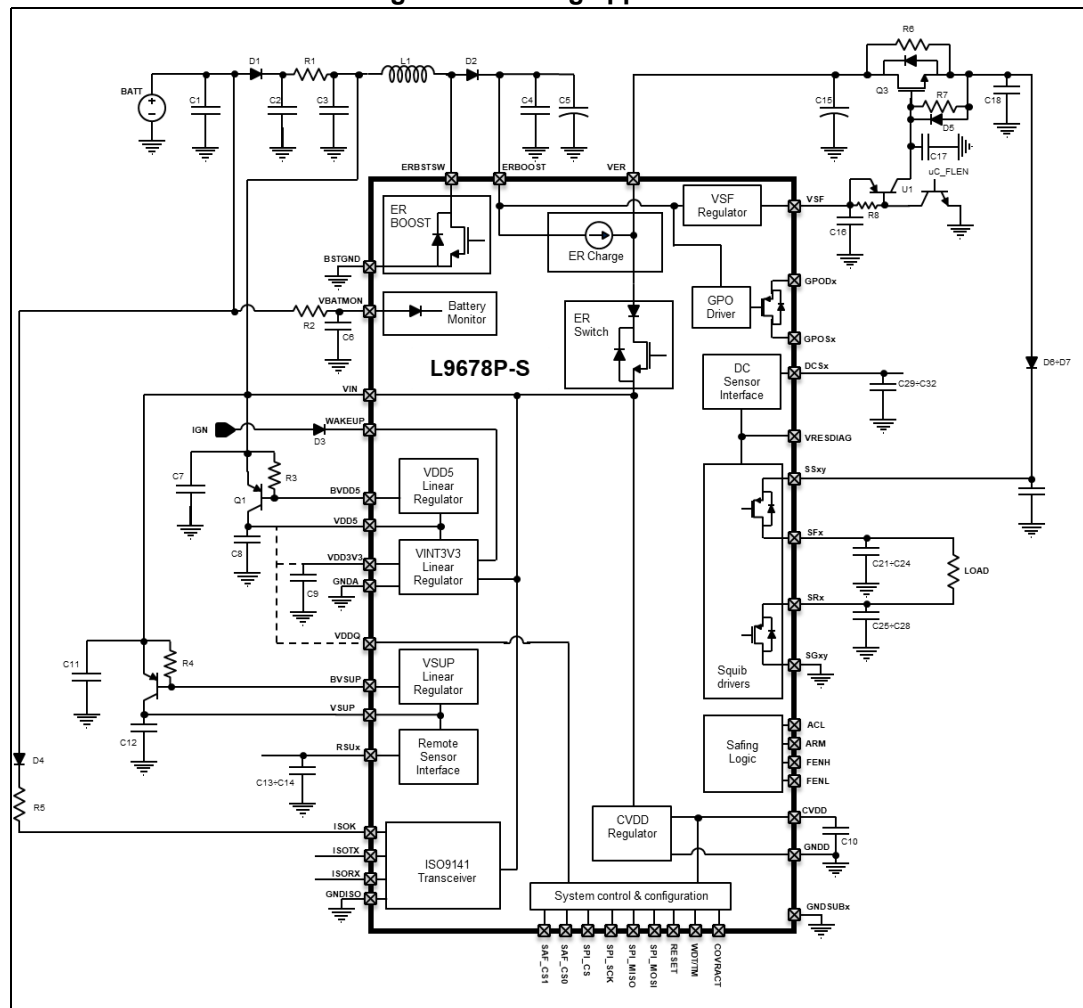 R6
D1
R1
L1
D2
BATT
C1
C2
C3
C4
C5
C15
Q3
R7
C18
D5
C17
uC_FLEN
ERBSTSW
ERBOOST
VER
U1
ER
BOOST
VSF
Regulator
VSF
R8
C16
ER Charge
BSTGND
GPODx
VBATMON
Battery
Monitor
GPO
Driver
R2
C6
ER
Switch
GPOSx
L9678P-S
DC
Sensor
Interface
DCSx
D6÷D7
C29÷C32
VIN
WAKEUP
IGN
D3
VRESDIAG
C7
R3
VDD5
Linear
Regulator
SSxy
Q1
BVDD5
VDD5
C8
VINT3V3
Linear
Regulator
VDD3V3
GNDA
C9
SFx
C21÷C24
LOAD
SRx
C25÷C28
VDDQ
C11
R4
VSUP
Linear
Regulator
BVSUP
VSUP
SGxy
Squib
drivers
C12
Remote
Sensor
Interface
RSUx
C13÷C14
D4
R5
Safing
Logic
ACL
ARM
FENH
FENL
CVDD
Regulator
CVDD
C10
GNDD
ISOK
ISOTX
ISORX
GNDISO
ISO9141
Transceiver
System control & configuration
GNDSUBx
SAF_CS1
SAF_CS0
SPI_CS
SPI_SCK
SPI_MISO
SPI_MOSI
RESET
WDT/TM
COVRACT